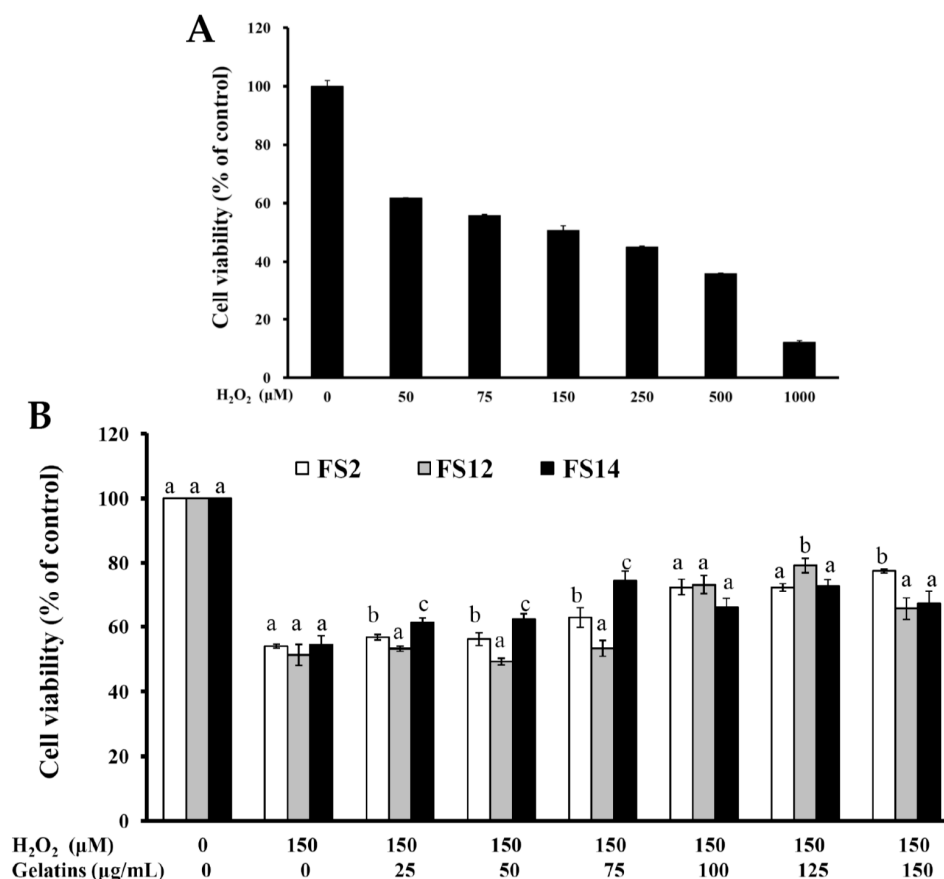 A
Cell viability (% of control)
120
100
80
60
40
20
0
H₂O₂ (μM) 0 50 75 150 250 500 1000
B
Cell viability (% of control)
120
100
80
60
40
20
0
FS2 FS12 FS14
a a a
a a a
b a c
b a c
b a c
a a a
a b a
b a a
H₂O₂ (μM) 0 150 150 150 150 150 150 150
Gelatins (μg/mL) 0 0 25 50 75 100 125 150